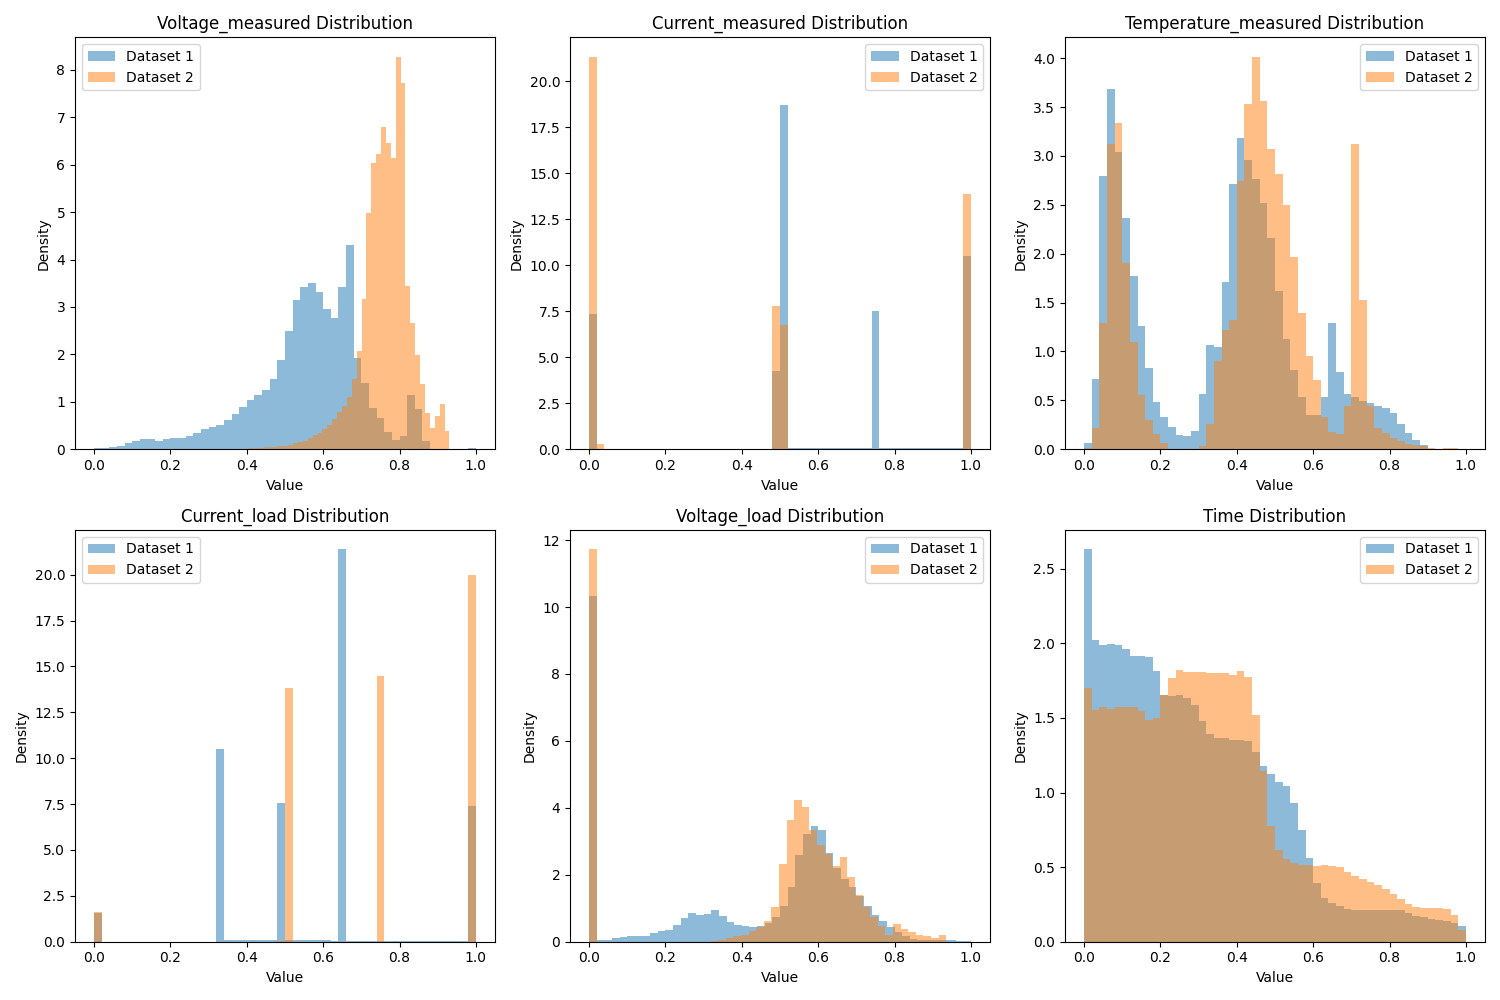 Voltage_measured Distribution
Dataset 1
Dataset 2
8
7
6
5
4
3
2
1
0
Density
0.0 0.2 0.4 0.6 0.8 1.0
Value
Current_measured Distribution
Dataset 1
Dataset 2
20.0
17.5
15.0
12.5
10.0
7.5
5.0
2.5
0.0
Density
0.0 0.2 0.4 0.6 0.8 1.0
Value
Temperature_measured Distribution
Dataset 1
Dataset 2
4.0
3.5
3.0
2.5
2.0
1.5
1.0
0.5
0.0
Density
0.0 0.2 0.4 0.6 0.8 1.0
Value
Current_load Distribution
Dataset 1
Dataset 2
20.0
17.5
15.0
12.5
10.0
7.5
5.0
2.5
0.0
Density
0.0 0.2 0.4 0.6 0.8 1.0
Value
Voltage_load Distribution
Dataset 1
Dataset 2
12
10
8
6
4
2
0
Density
0.0 0.2 0.4 0.6 0.8 1.0
Value
Time Distribution
Dataset 1
Dataset 2
2.5
2.0
1.5
1.0
0.5
0.0
Density
0.0 0.2 0.4 0.6 0.8 1.0
Value